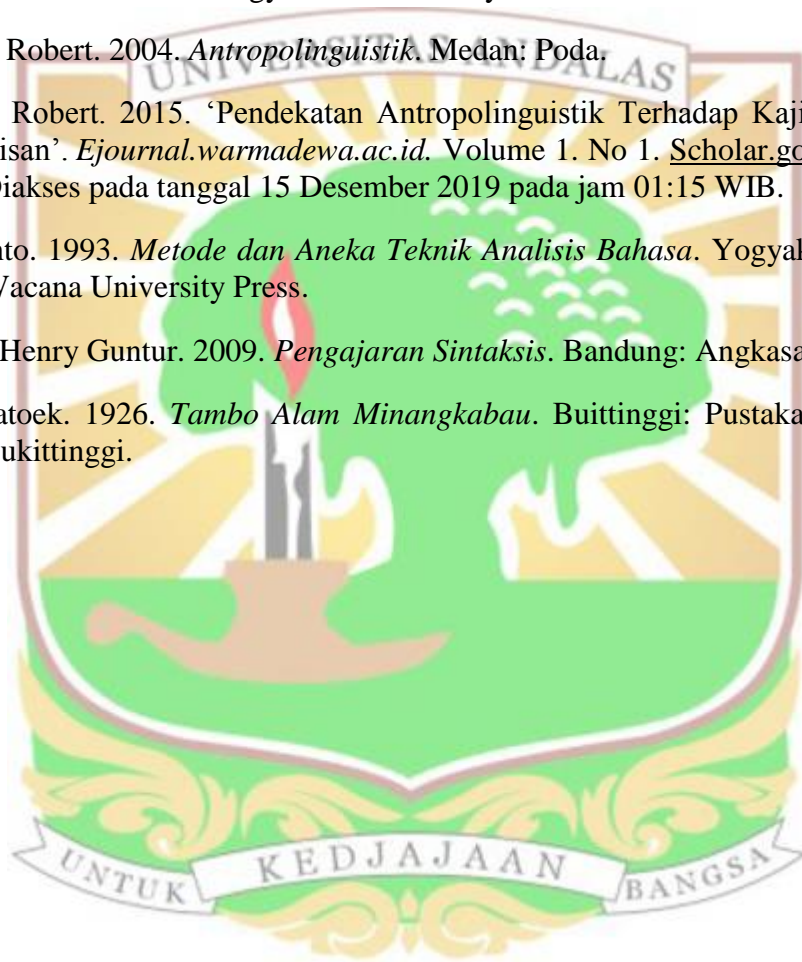 Robert. 2004. Antropolinguistik. Medan: Poda.
UNIVERSITAS ANDALAS
Robert. 2015. ‘Pendekatan Antropolinguistik Terhadap Kaji
isan’. Ejournal.warmadewa.ac.id. Volume 1. No 1. Scholar.go
Diakses pada tanggal 15 Desember 2019 pada jam 01:15 WIB.
nto. 1993. Metode dan Aneka Teknik Analisis Bahasa. Yogyak
Wacana University Press.
Henry Guntur. 2009. Pengajaran Sintaksis. Bandung: Angkasa
atoek. 1926. Tambo Alam Minangkabau. Buittinggi: Pustaka
ukittinggi.
UNTUK KEDJAJAAN BANGSA